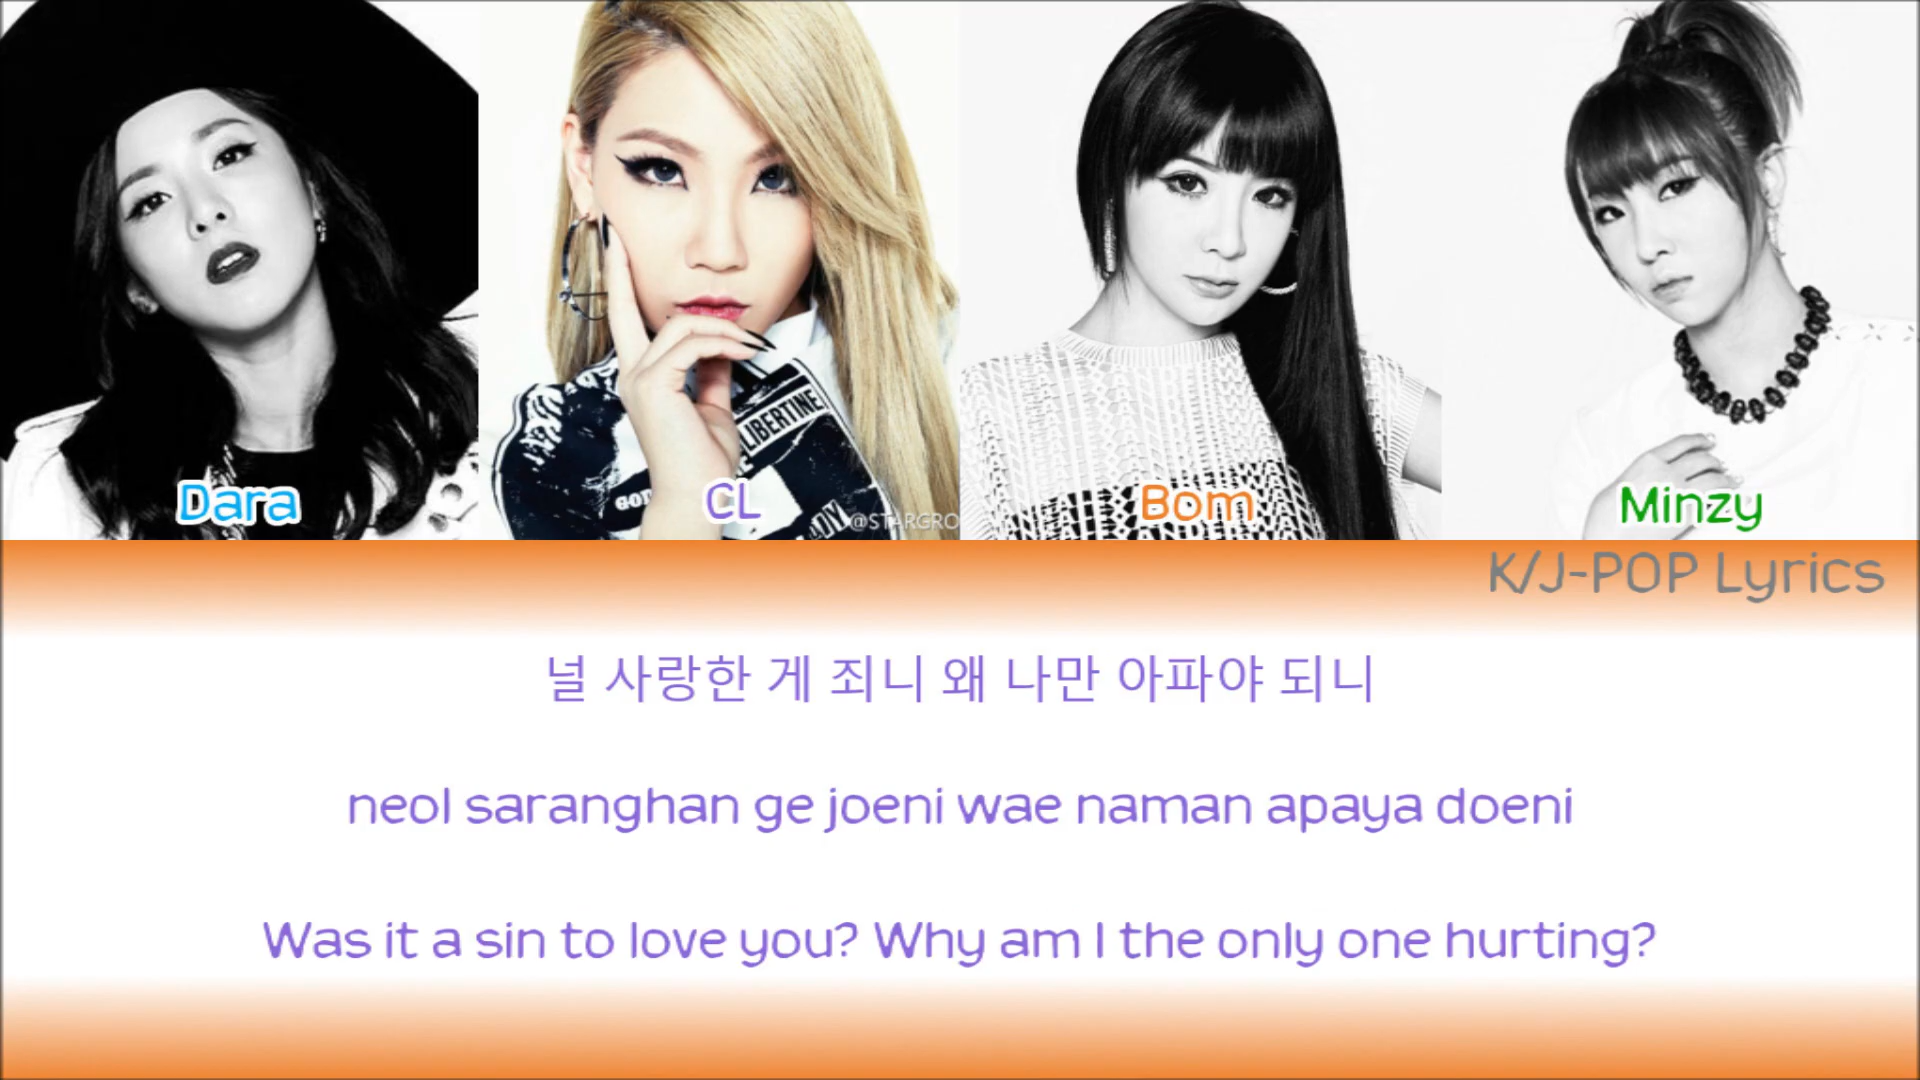 LIBERTINE
GOD
@STARGRO
Dara
CL
Bom
Minzy
K/J-POP Lyrics
널 사랑한 게 죄니 왜 나만 아파야 되니
neol saranghan ge joeni wae naman apaya doeni
Was it a sin to love you? Why am I the only one hurting?